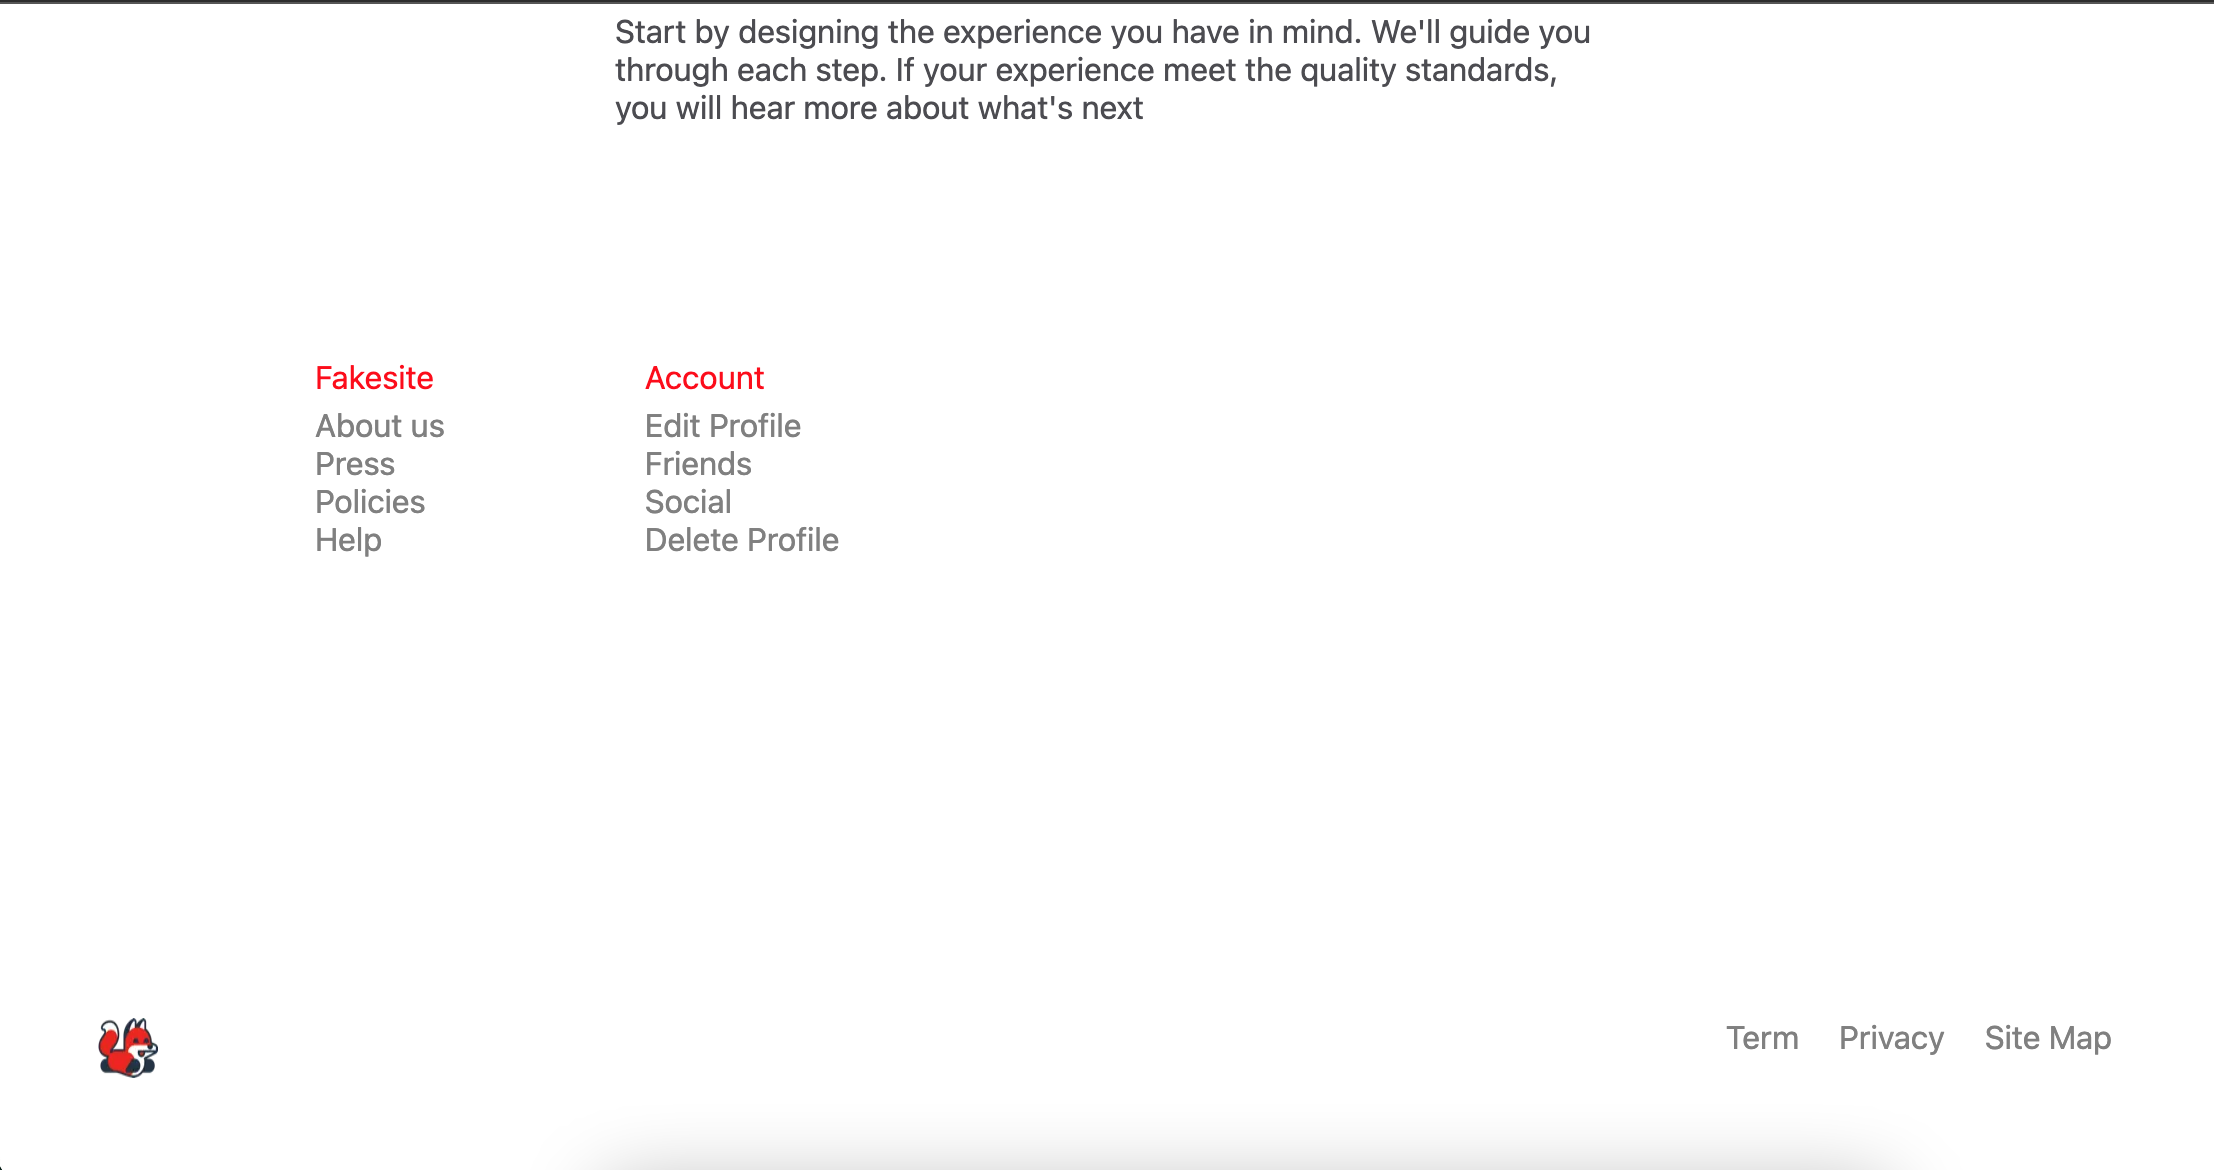 Start by designing the experience you have in mind. We'll guide you
through each step. If your experience meet the quality standards,
you will hear more about what's next
Fakesite
About us
Press
Policies
Help
Account
Edit Profile
Friends
Social
Delete Profile
Term Privacy Site Map